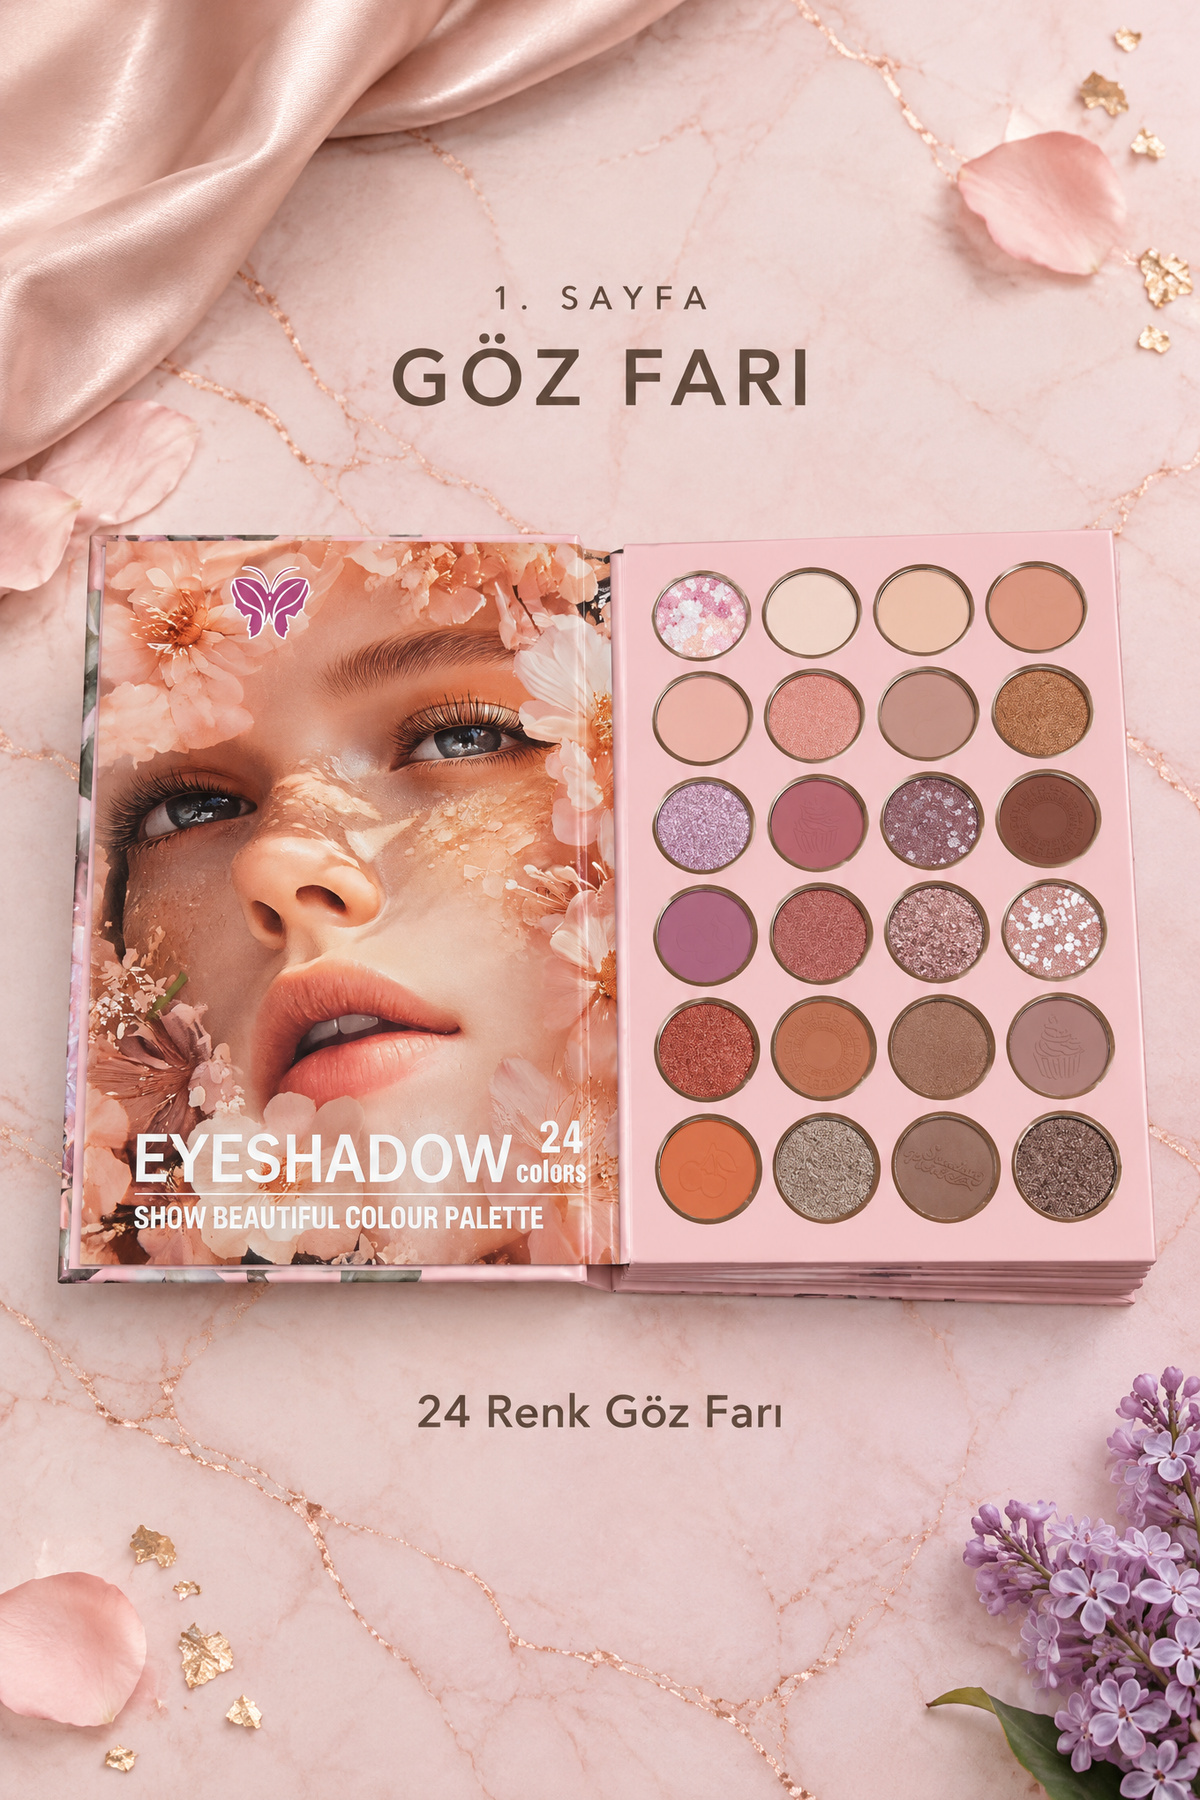 1. SAYFA
GÖZ FARI
EYESHADOW 24 colors
SHOW BEAUTIFUL COLOUR PALETTE
24 Renk Göz Farı